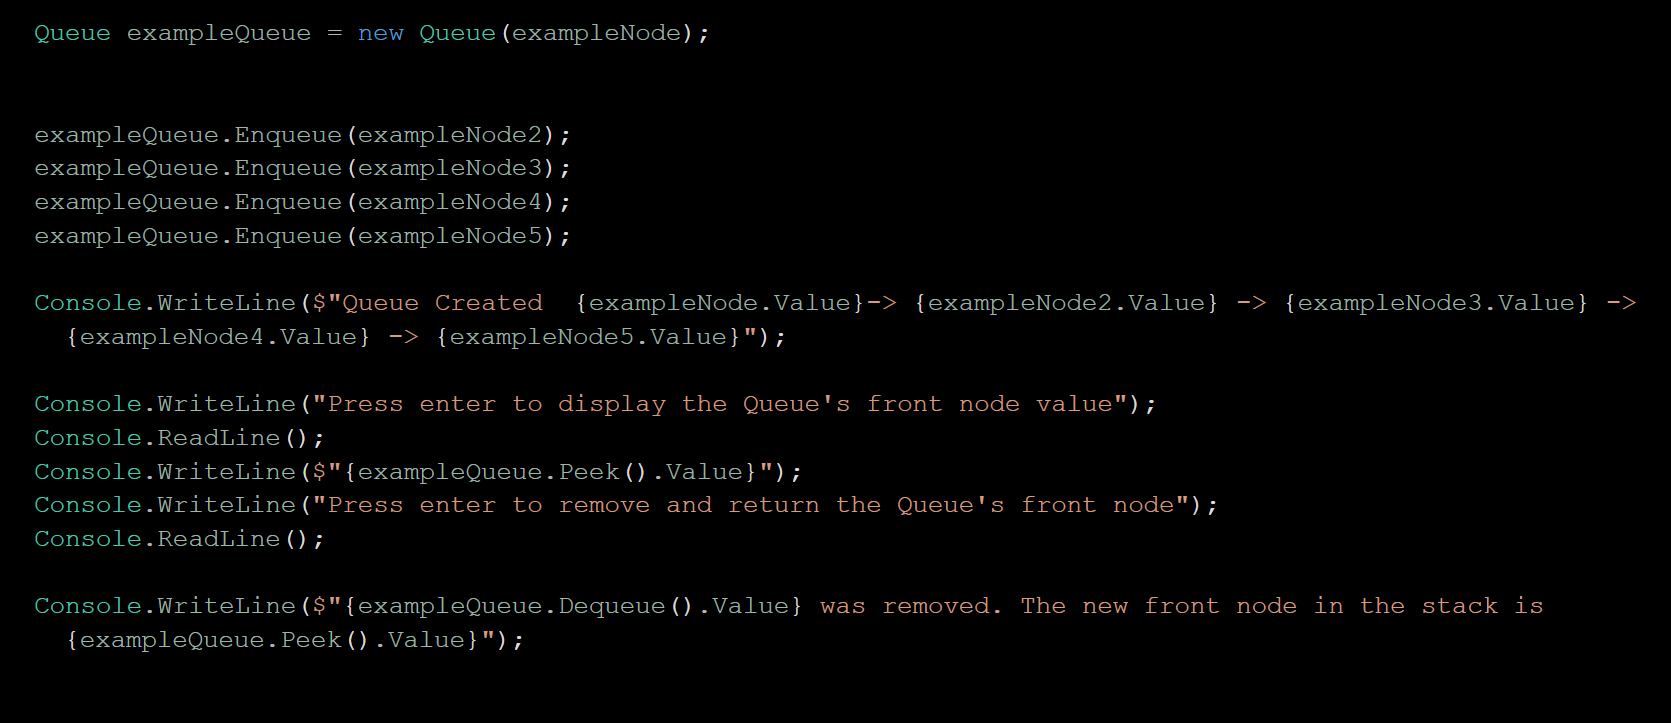 Queue exampleQueue = new Queue(exampleNode);
exampleQueue.Enqueue(exampleNode2);
exampleQueue.Enqueue(exampleNode3);
exampleQueue.Enqueue(exampleNode4);
exampleQueue.Enqueue(exampleNode5);
Console.WriteLine($"Queue Created  {exampleNode.Value}-> {exampleNode2.Value} -> {exampleNode3.Value} ->
{exampleNode4.Value} -> {exampleNode5.Value}");
Console.WriteLine("Press enter to display the Queue's front node value");
Console.ReadLine();
Console.WriteLine($"{exampleQueue.Peek().Value}");
Console.WriteLine("Press enter to remove and return the Queue's front node");
Console.ReadLine();
Console.WriteLine($"{exampleQueue.Dequeue().Value} was removed. The new front node in the stack is
{exampleQueue.Peek().Value}");